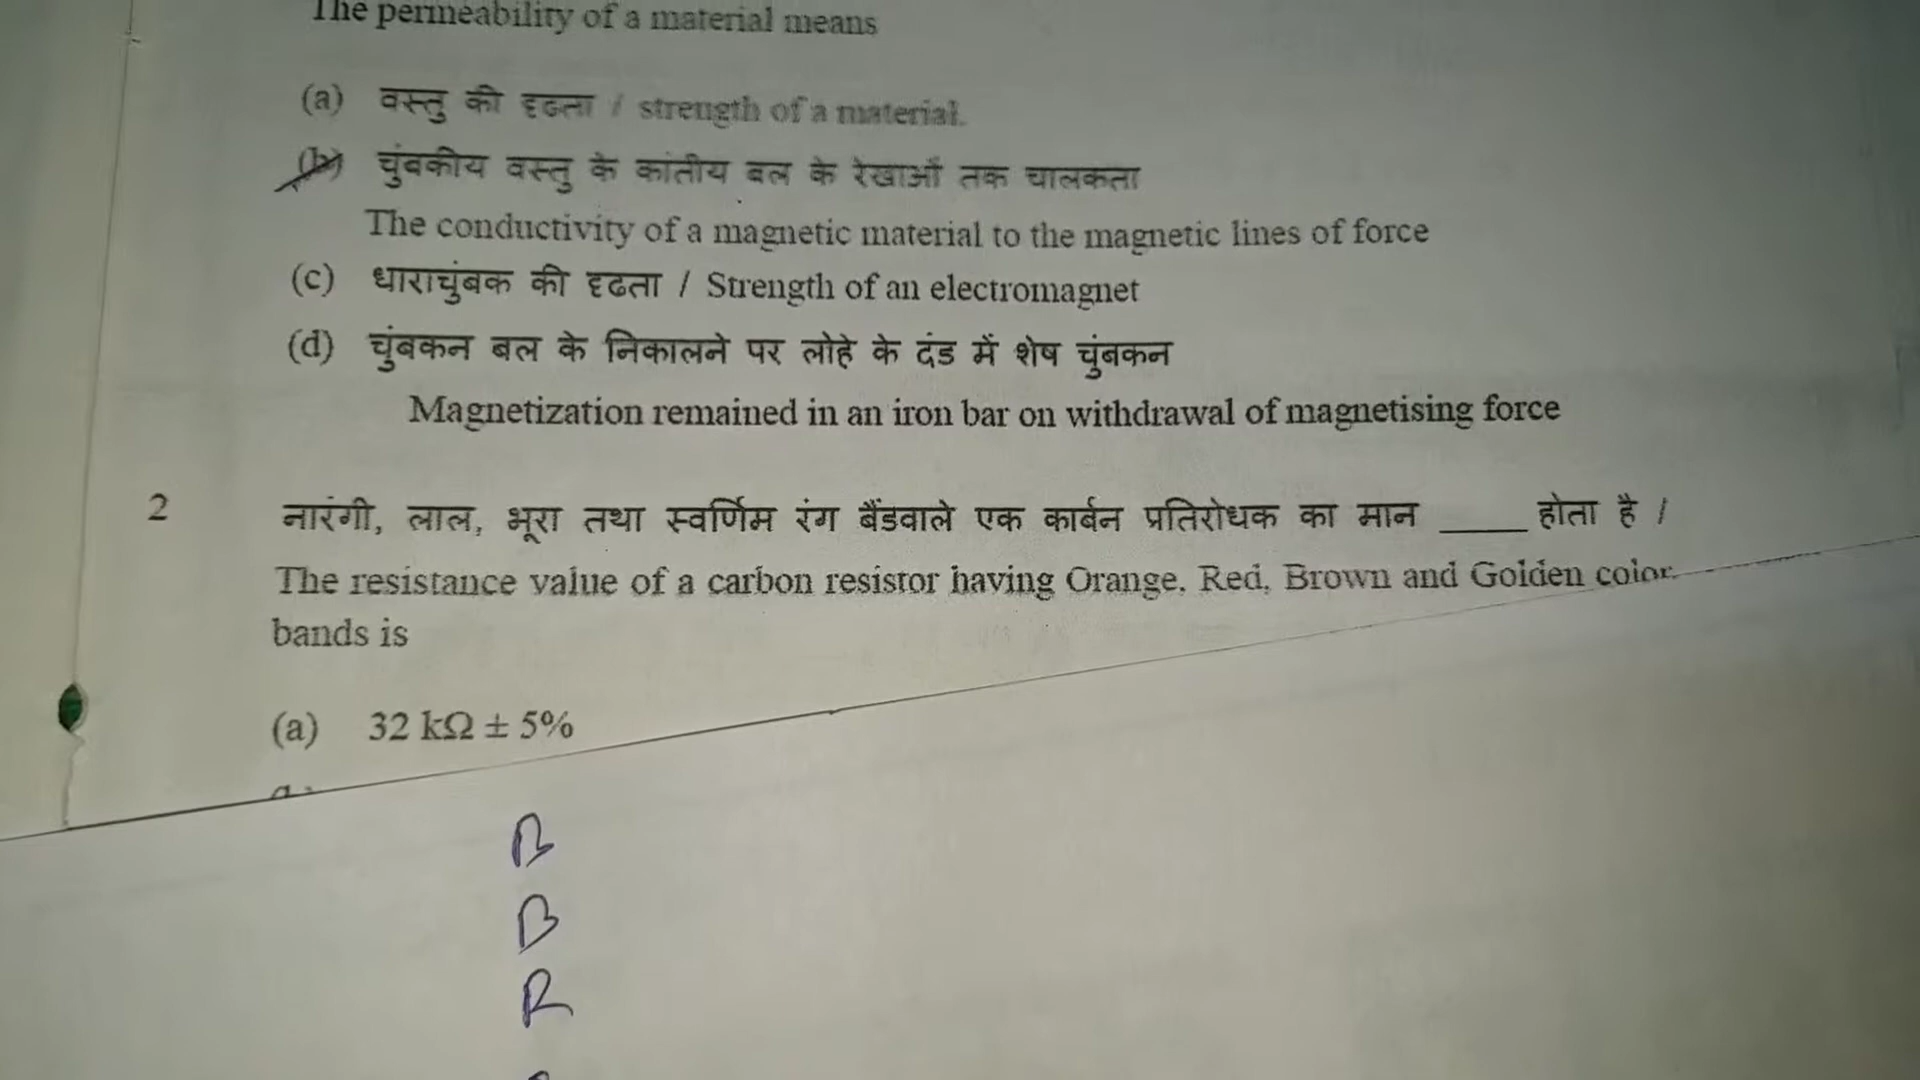 The permeability of a material means
(a) वस्तु की दृढता / strength of a material.
(b) चुंबकीय वस्तु के कांतीय बल के रेखाओं तक चालकता
The conductivity of a magnetic material to the magnetic lines of force
(c) धाराचुंबक की दृढता / Strength of an electromagnet
(d) चुंबकन बल के निकालने पर लोहे के दंड में शेष चुंबकन
Magnetization remained in an iron bar on withdrawal of magnetising force
2 नारंगी, लाल, भूरा तथा स्वर्णिम रंग बैंडवाले एक कार्बन प्रतिरोधक का मान ____ होता है /
The resistance value of a carbon resistor having Orange, Red, Brown and Golden color
bands is
(a) 32 kΩ ± 5%
B
B
R